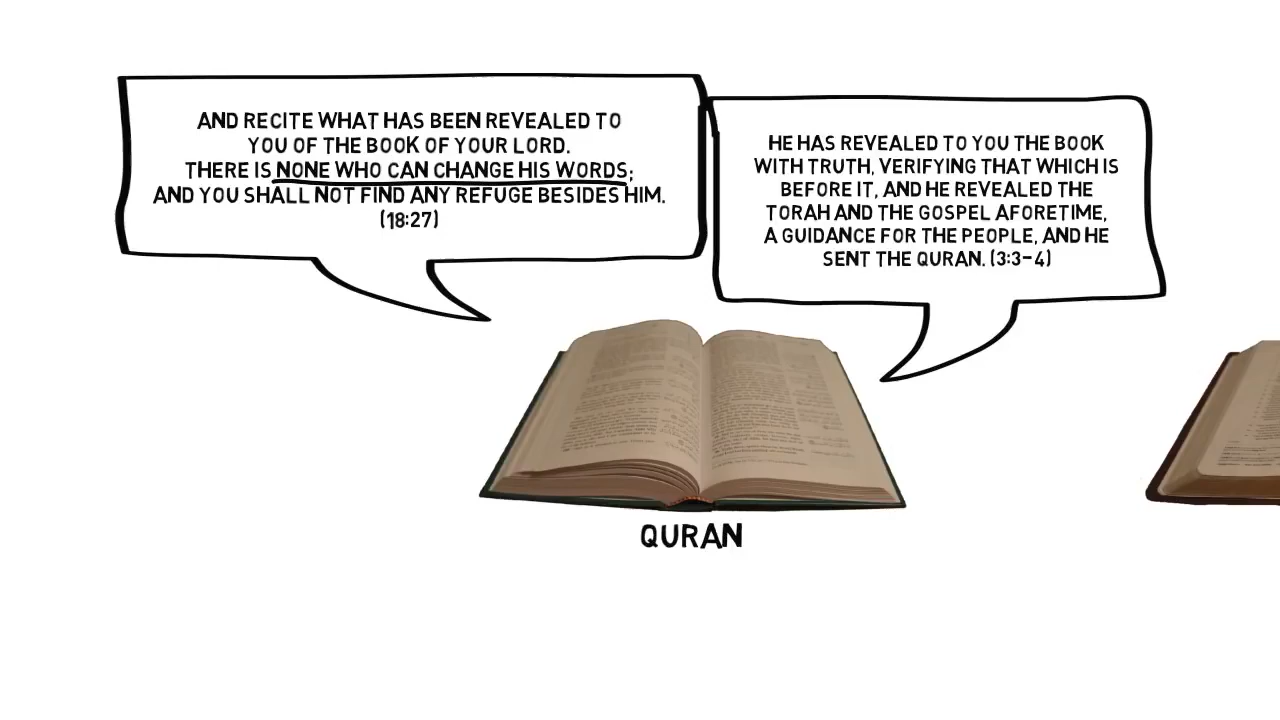 AND RECITE WHAT HAS BEEN REVEALED TO
YOU OF THE BOOK OF YOUR LORD.
THERE IS NONE WHO CAN CHANGE HIS WORDS;
AND YOU SHALL NOT FIND ANY REFUGE BESIDES HIM.
(18:27)
HE HAS REVEALED TO YOU THE BOOK
WITH TRUTH, VERIFYING THAT WHICH IS
BEFORE IT, AND HE REVEALED THE
TORAH AND THE GOSPEL AFORETIME,
A GUIDANCE FOR THE PEOPLE, AND HE
SENT THE QURAN. (3:3-4)
QURAN